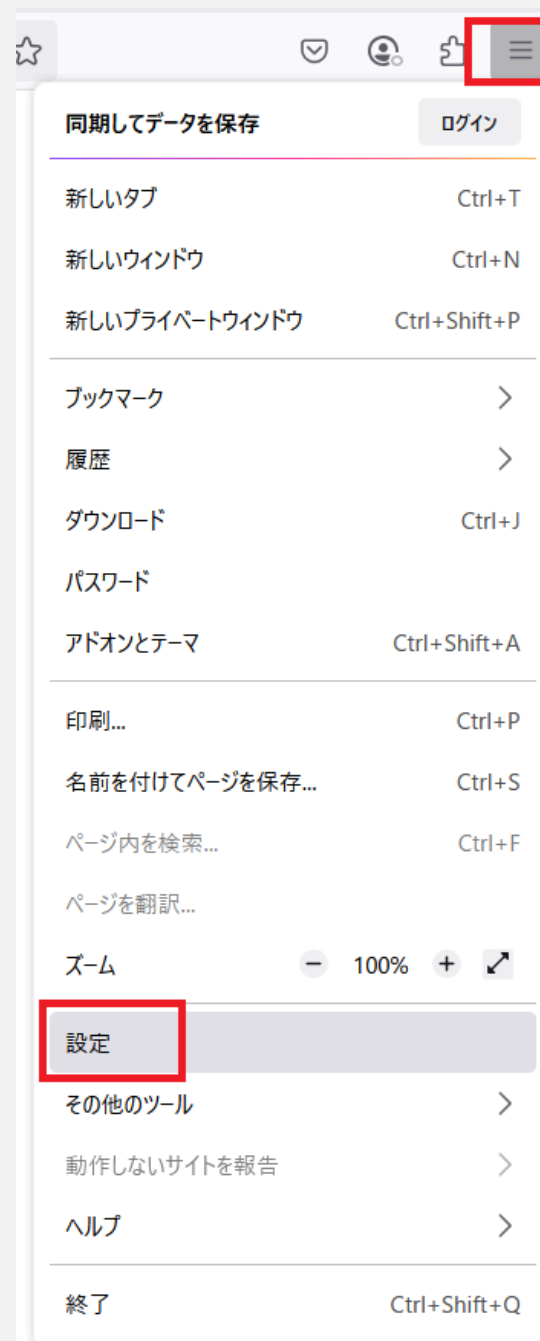 同期してデータを保存 ログイン
新しいタブ Ctrl+T
新しいウィンドウ Ctrl+N
新しいプライベートウィンドウ Ctrl+Shift+P
ブックマーク
履歴
ダウンロード Ctrl+J
パスワード
アドオンとテーマ Ctrl+Shift+A
印刷... Ctrl+P
名前を付けてページを保存... Ctrl+S
ページ内を検索... Ctrl+F
ページを翻訳...
ズーム − 100% +
設定
その他のツール
動作しないサイトを報告
ヘルプ
終了 Ctrl+Shift+Q